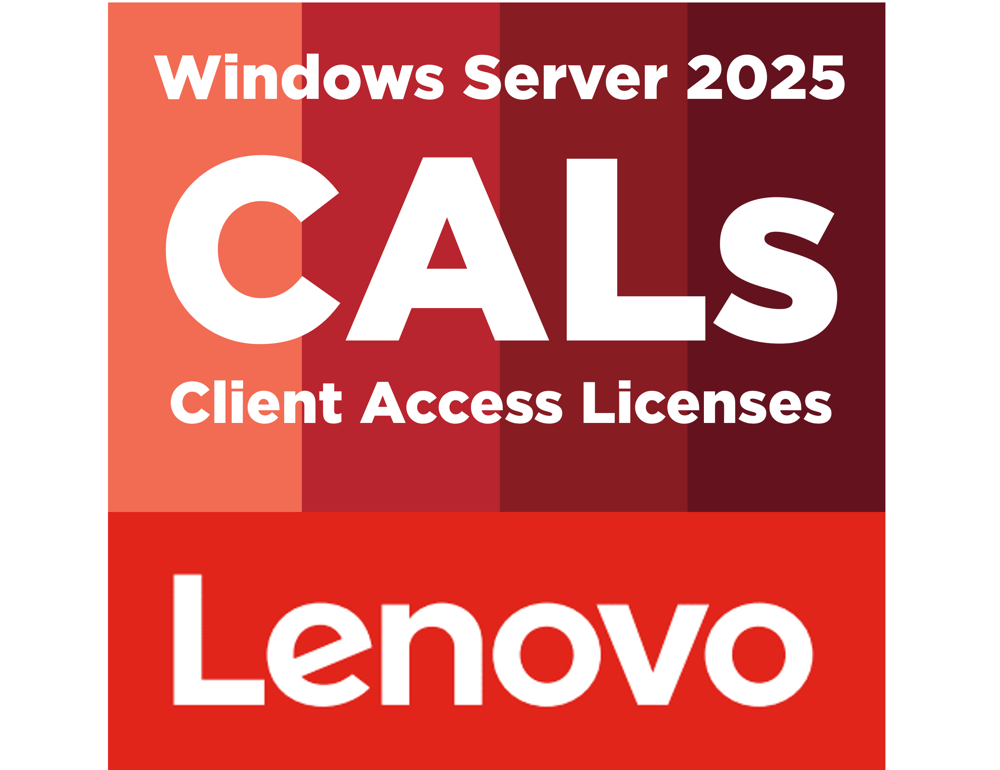 Windows Server 2025
CALs
Client Access Licenses
Lenovo